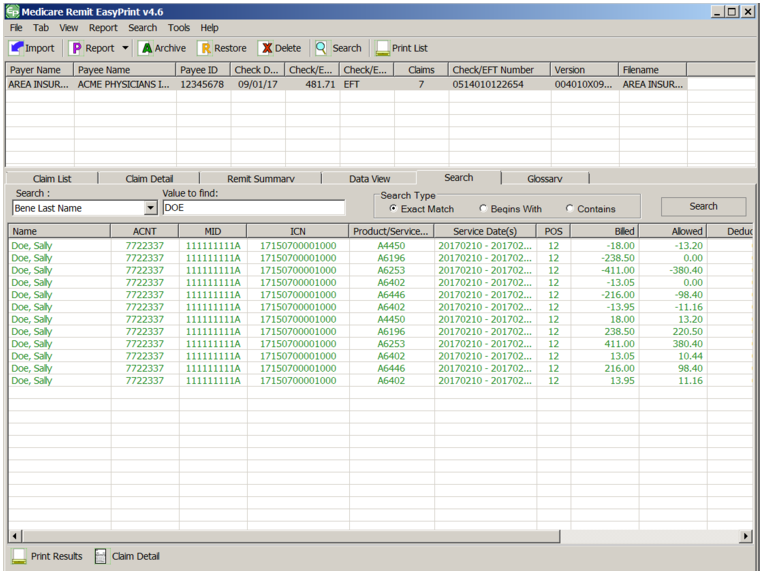 Medicare Remit EasyPrint v4.6
File Tab View Report Search Tools Help
Import Report Archive Restore Delete Search Print List
Payer Name Payee Name Payee ID Check D... Check/E... Check/E... Claims Check/EFT Number Version Filename
AREA INSUR... ACME PHYSICIANS I... 12345678 09/01/17 481.71 EFT 7 0514010122654 004010X09... AREA INSUR...
Claim List Claim Detail Remit Summary Data View Search Glossary
Search : Value to find: Search Type
Bene Last Name DOE Exact Match Begins With Contains Search
Name ACNT MID ICN Product/Service... Service Date(s) POS Billed Allowed Deduc
Doe, Sally 7722337 111111111A 17150700001000 A4450 20170210 - 201702... 12 -18.00 -13.20
Doe, Sally 7722337 111111111A 17150700001000 A6196 20170210 - 201702... 12 -238.50 0.00
Doe, Sally 7722337 111111111A 17150700001000 A6253 20170210 - 201702... 12 -411.00 -380.40
Doe, Sally 7722337 111111111A 17150700001000 A6402 20170210 - 201702... 12 -13.05 0.00
Doe, Sally 7722337 111111111A 17150700001000 A6446 20170210 - 201702... 12 -216.00 -98.40
Doe, Sally 7722337 111111111A 17150700001000 A6402 20170210 - 201702... 12 -13.95 -11.16
Doe, Sally 7722337 111111111A 17150700001000 A4450 20170210 - 201702... 12 18.00 13.20
Doe, Sally 7722337 111111111A 17150700001000 A6196 20170210 - 201702... 12 238.50 220.50
Doe, Sally 7722337 111111111A 17150700001000 A6253 20170210 - 201702... 12 411.00 380.40
Doe, Sally 7722337 111111111A 17150700001000 A6402 20170210 - 201702... 12 13.05 10.44
Doe, Sally 7722337 111111111A 17150700001000 A6446 20170210 - 201702... 12 216.00 98.40
Doe, Sally 7722337 111111111A 17150700001000 A6402 20170210 - 201702... 12 13.95 11.16
Print Results Claim Detail